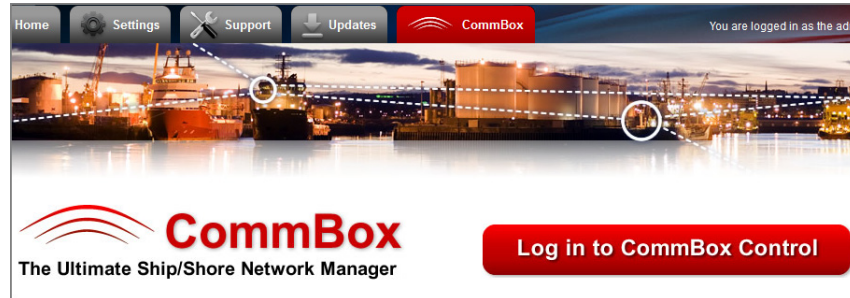 Home Settings Support Updates CommBox You are logged in as the
CommBox
Log in to CommBox Control
The Ultimate Ship/Shore Network Manager